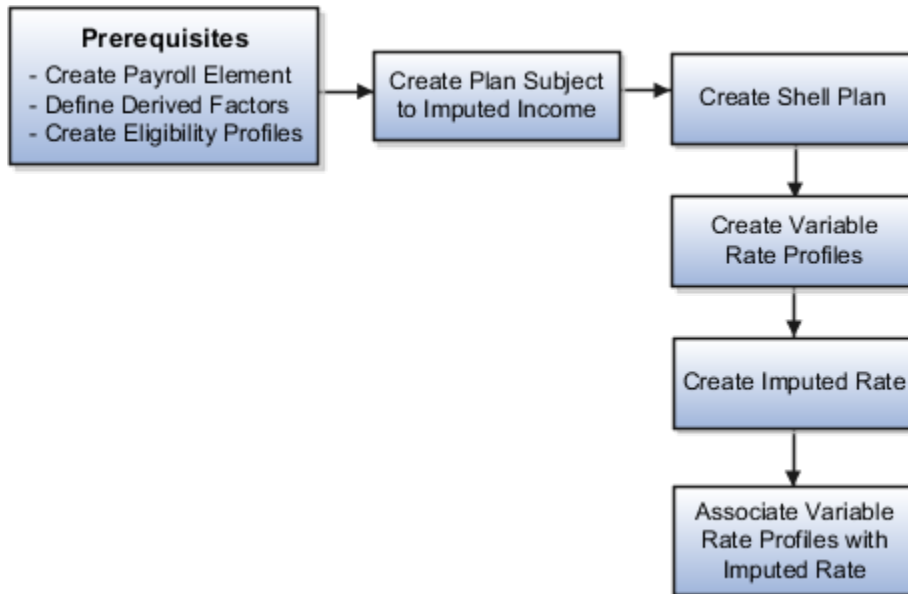 Prerequisites
- Create Payroll Element
- Define Derived Factors
- Create Eligibility Profiles
Create Plan Subject
to Imputed Income
Create Shell Plan
Create Variable
Rate Profiles
Create Imputed Rate
Associate Variable
Rate Profiles with
Imputed Rate